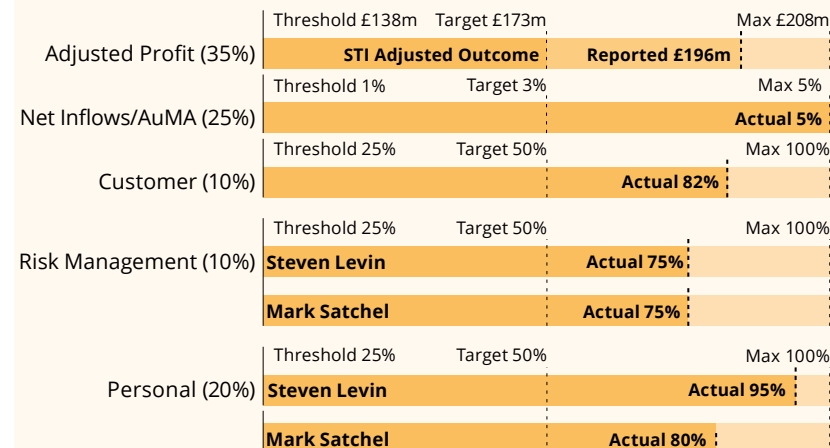 Threshold £138m Target £173m Max £208m
Adjusted Profit (35%) STI Adjusted Outcome Reported £196m
Threshold 1% Target 3% Max 5%
Net Inflows/AuMA (25%) Actual 5%
Threshold 25% Target 50% Max 100%
Customer (10%) Actual 82%
Threshold 25% Target 50% Max 100%
Risk Management (10%) Steven Levin Actual 75%
Mark Satchel Actual 75%
Threshold 25% Target 50% Max 100%
Personal (20%) Steven Levin Actual 95%
Mark Satchel Actual 80%